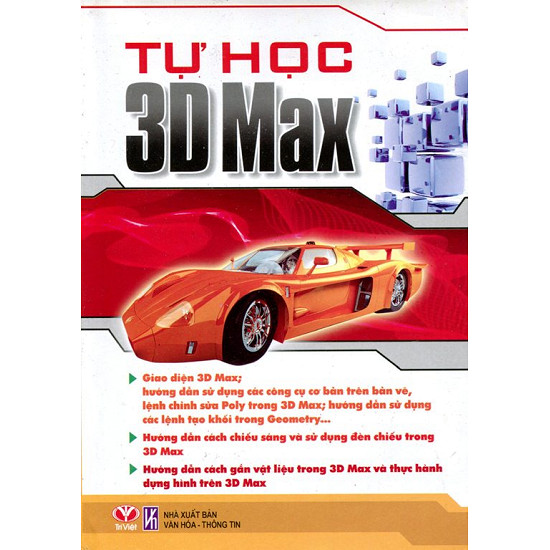 TỰ HỌC
3D Max
Giao diện 3D Max;
hướng dẫn sử dụng các công cụ cơ bản trên bản vẽ,
lệnh chỉnh sửa Poly trong 3D Max; hướng dẫn sử dụng
các lệnh tạo khối trong Geometry...
Hướng dẫn cách chiếu sáng và sử dụng đèn chiếu trong
3D Max
Hướng dẫn cách gắn vật liệu trong 3D Max và thực hành
dựng hình trên 3D Max
Trí Việt
NHÀ XUẤT BẢN
VĂN HÓA - THÔNG TIN